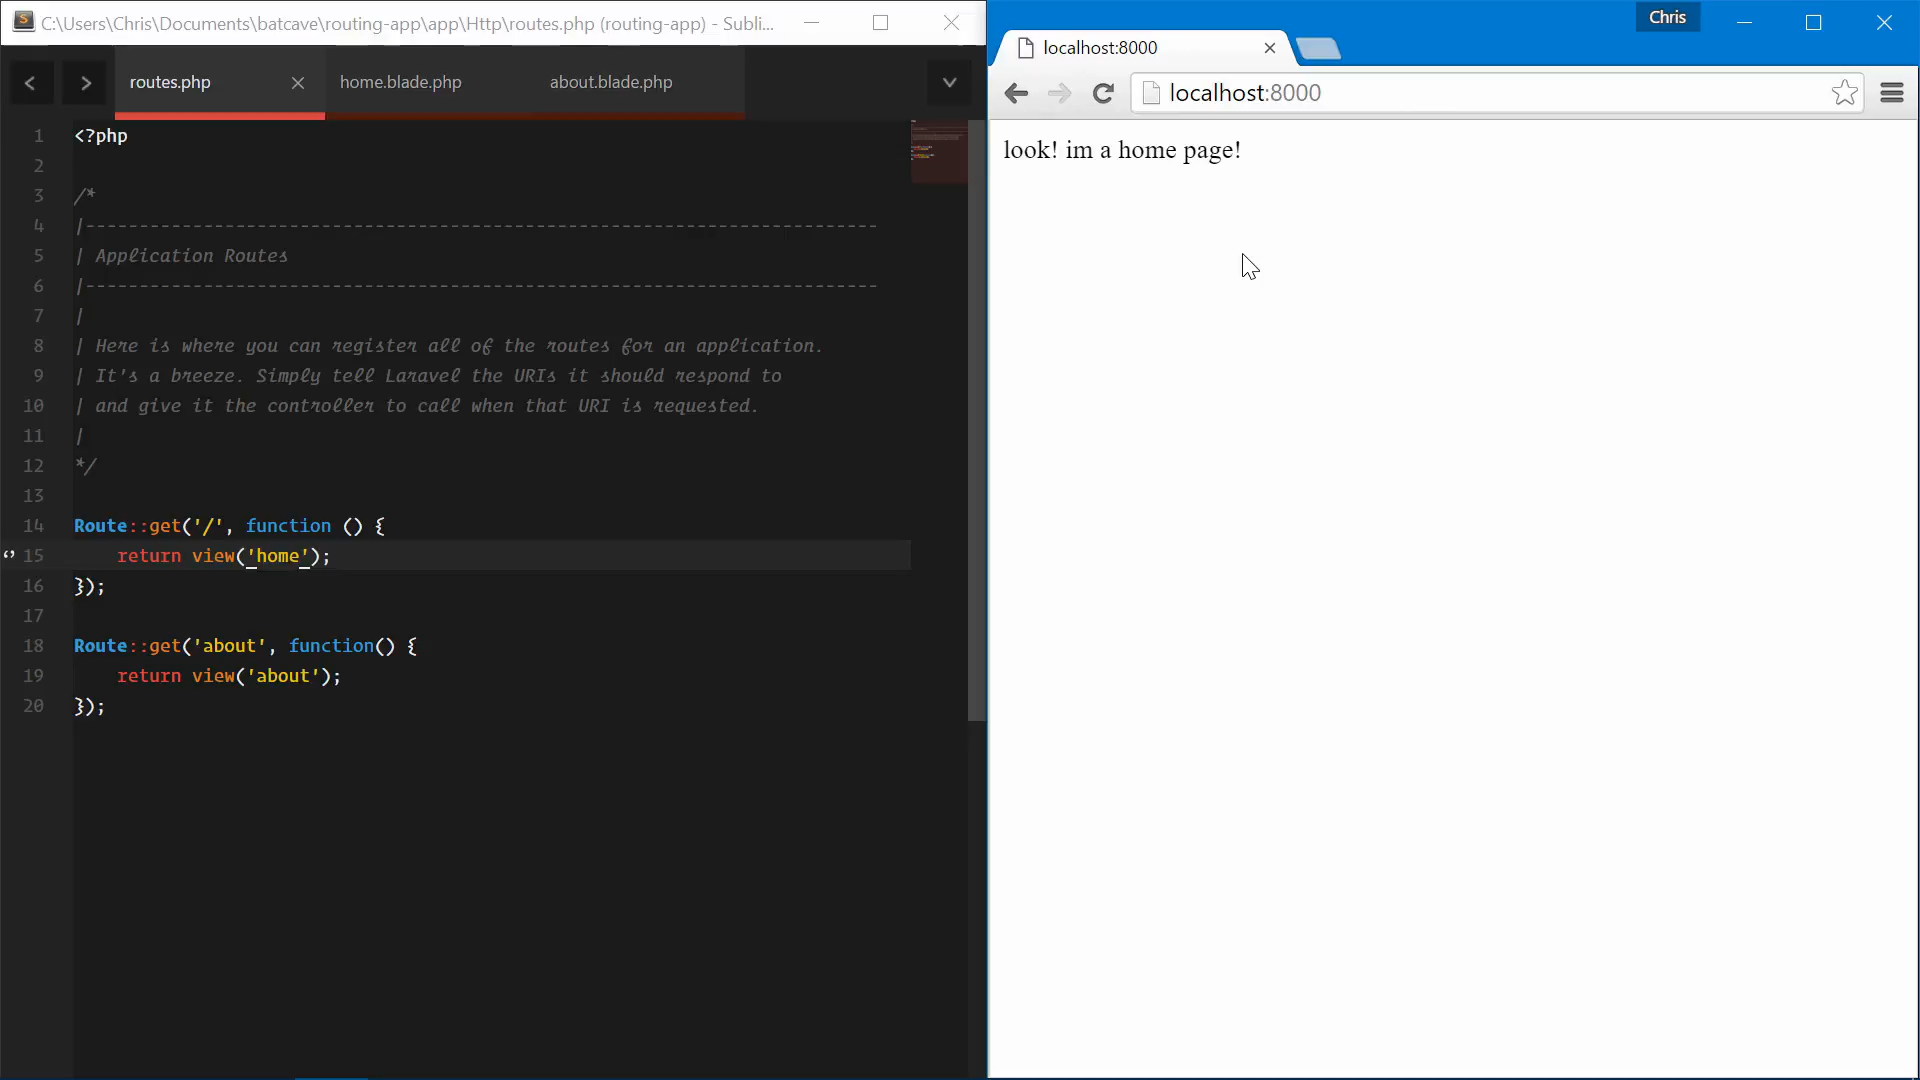 C:\Users\Chris\Documents\batcave\routing-app\app\Http\routes.php (routing-app) - Subli...
routes.php
home.blade.php
about.blade.php
1 <?php
2
3 /*
4 |--------------------------------------------------------------------------
5 | Application Routes
6 |--------------------------------------------------------------------------
7 |
8 | Here is where you can register all of the routes for an application.
9 | It's a breeze. Simply tell Laravel the URIs it should respond to
10 | and give it the controller to call when that URI is requested.
11 |
12 */
13
14 Route::get('/', function () {
15     return view('home');
16 });
17
18 Route::get('about', function() {
19     return view('about');
20 });
Chris
localhost:8000
localhost:8000
look! im a home page!